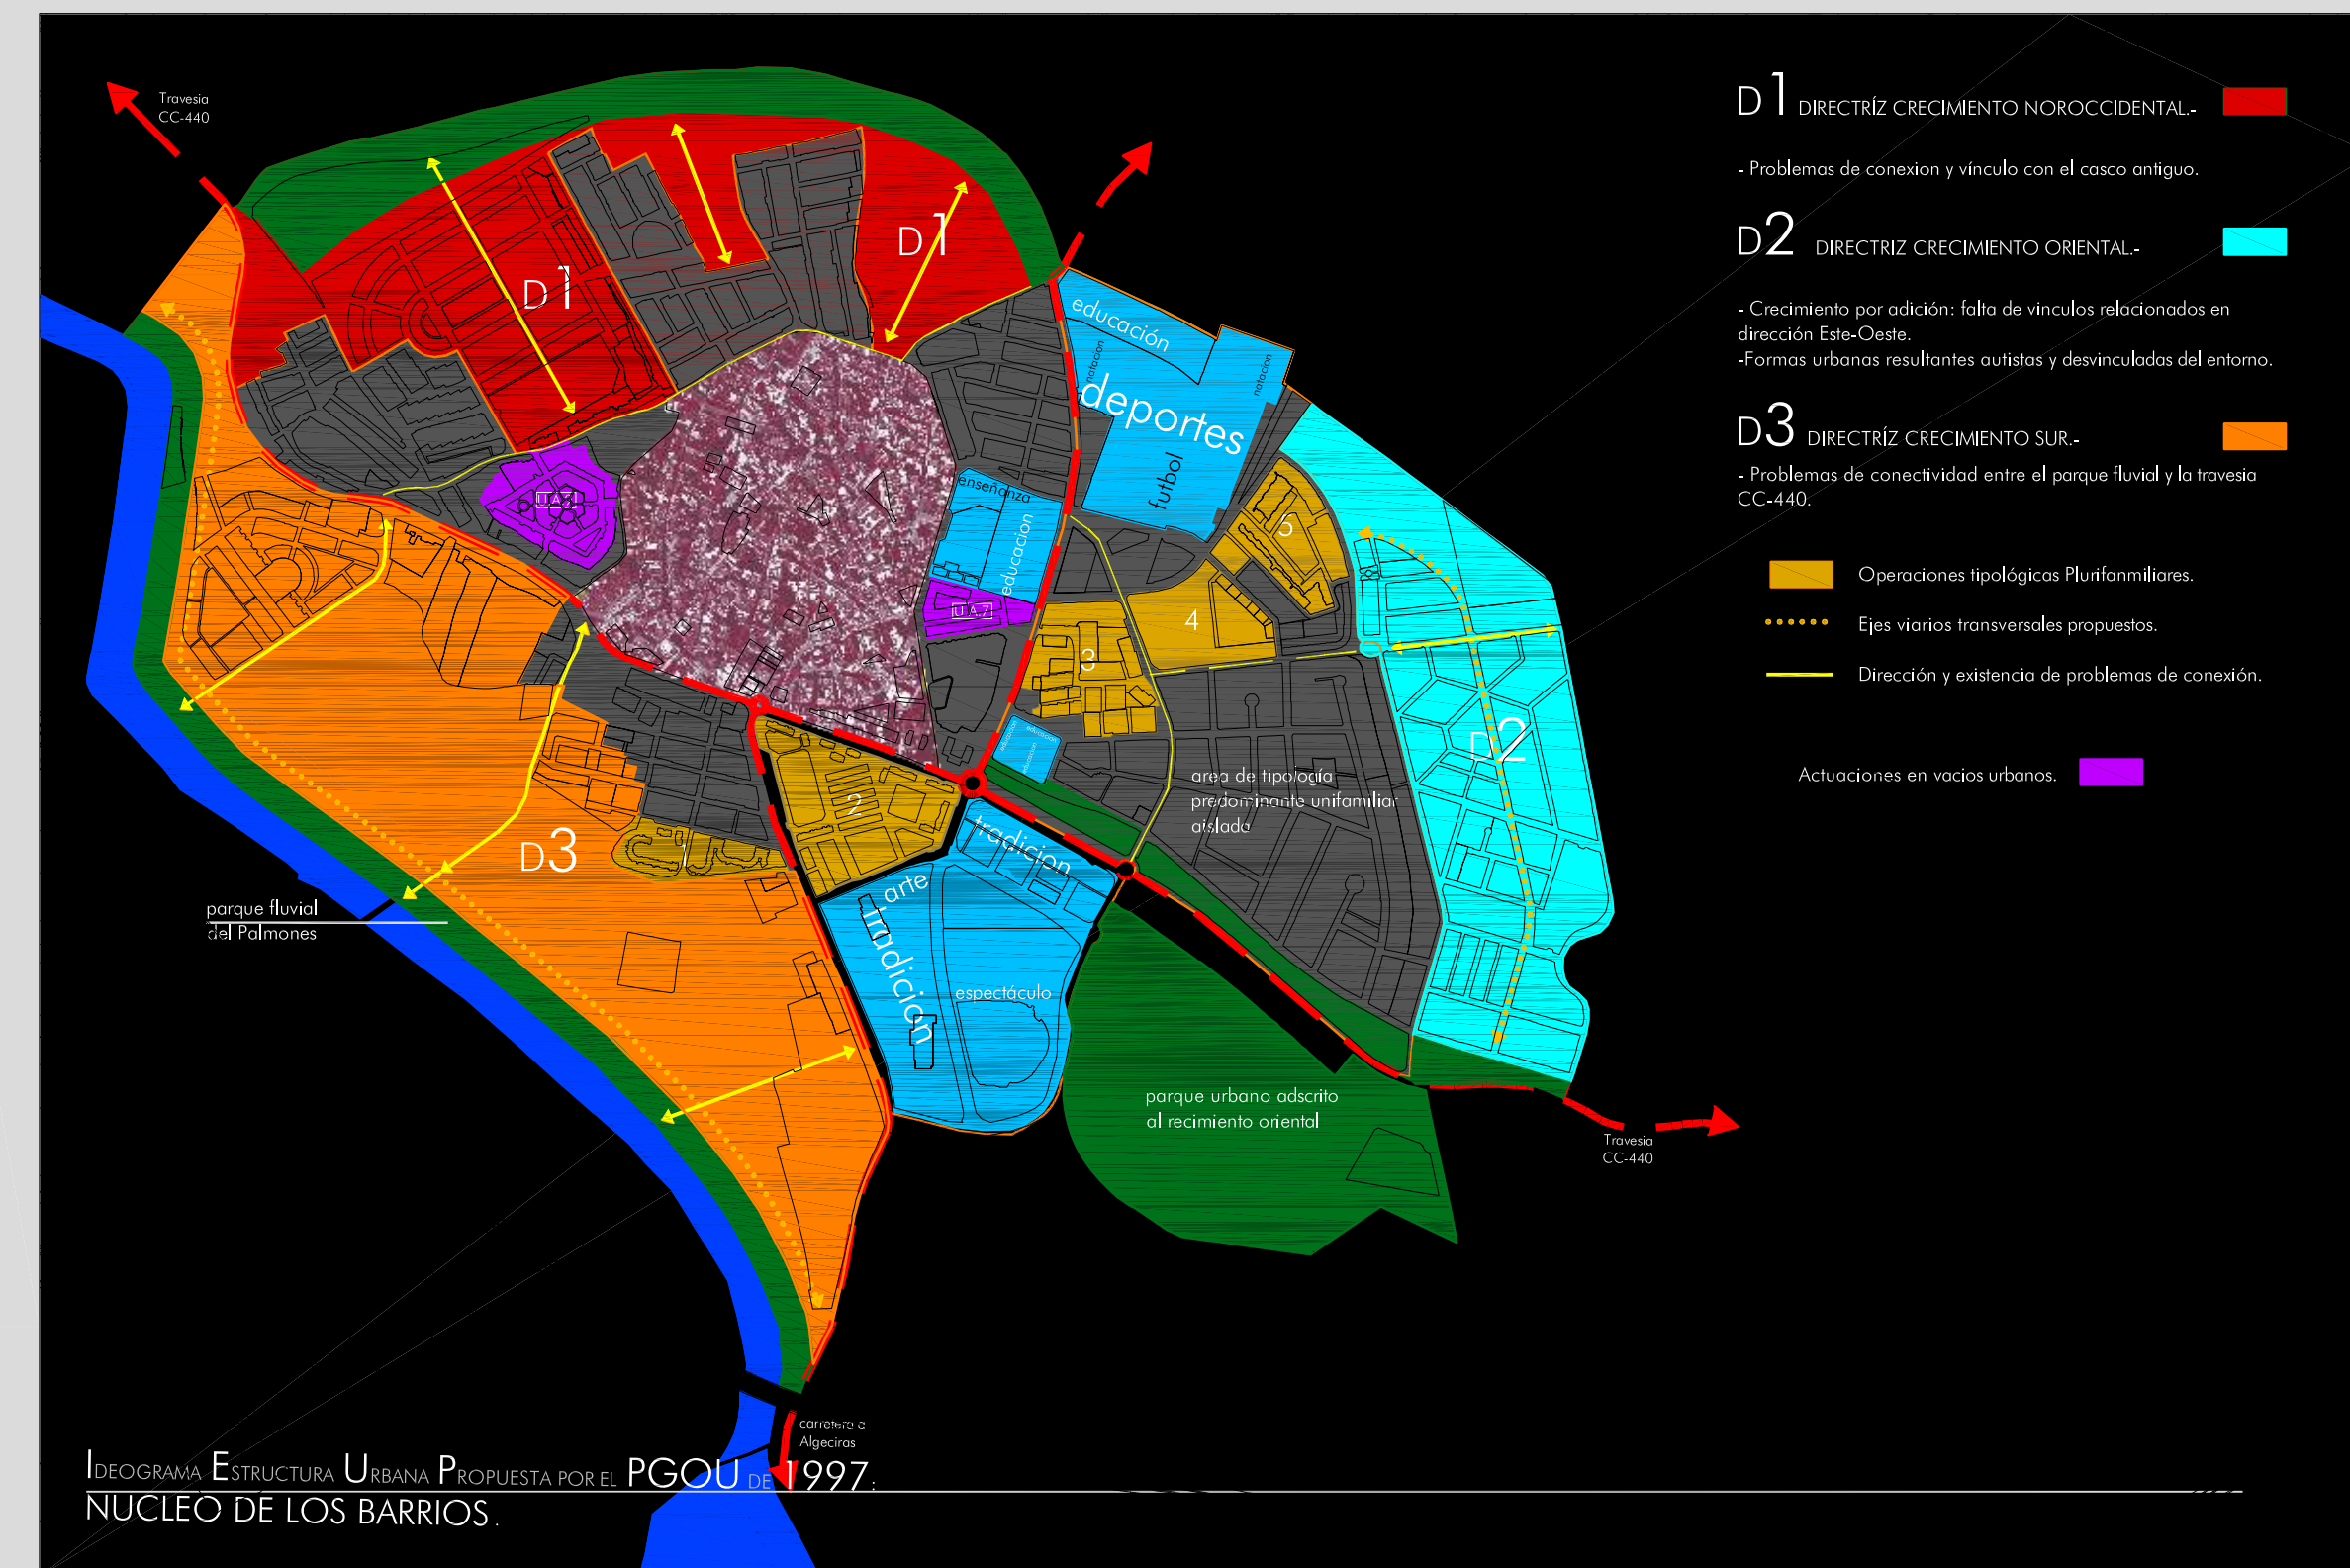 Travesia
CC-440
D1 DIRECTRÍZ CRECIMIENTO NOROCCIDENTAL.-
- Problemas de conexion y vínculo con el casco antiguo.
D2 DIRECTRIZ CRECIMIENTO ORIENTAL.-
- Crecimiento por adición: falta de vinculos relacionados en
dirección Este-Oeste.
-Formas urbanas resultantes autistas y desvinculadas del entorno.
D3 DIRECTRÍZ CRECIMIENTO SUR.-
- Problemas de conectividad entre el parque fluvial y la travesia
CC-440.
Operaciones tipológicas Plurifanmiliares.
Ejes viarios transversales propuestos.
Dirección y existencia de problemas de conexión.
Actuaciones en vacios urbanos.
D1
D1
educación
natacion
natacion
deportes
futbol
enseñanza
educacion
U.A.7
5
4
3
educacion
educacion
educacion
D2
area de tipología
predominante unifamiliar
aislada
2
1
D3
tradicion
arte
tradicion
espectáculo
parque fluvial
del Palmones
parque urbano adscrito
al recimiento oriental
Travesia
CC-440
carretera a
Algeciras
IDEOGRAMA ESTRUCTURA URBANA PROPUESTA POR EL PGOU DE 1997:
NUCLEO DE LOS BARRIOS.